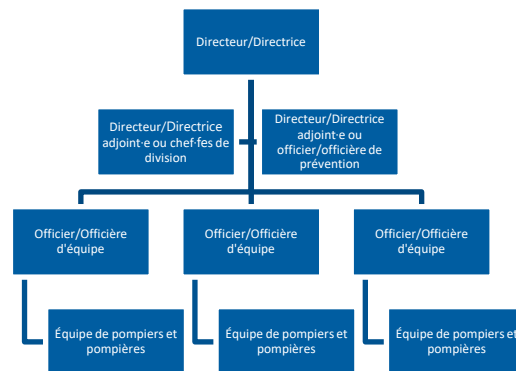 Directeur/Directrice
Directeur/Directrice
adjoint·e ou chef·fes de
division
Directeur/Directrice
adjoint·e ou
officier/officière de
prévention
Officier/Officière
d'équipe
Officier/Officière
d'équipe
Officier/Officière
d'équipe
Équipe de pompiers et
pompières
Équipe de pompiers et
pompières
Équipe de pompiers et
pompières